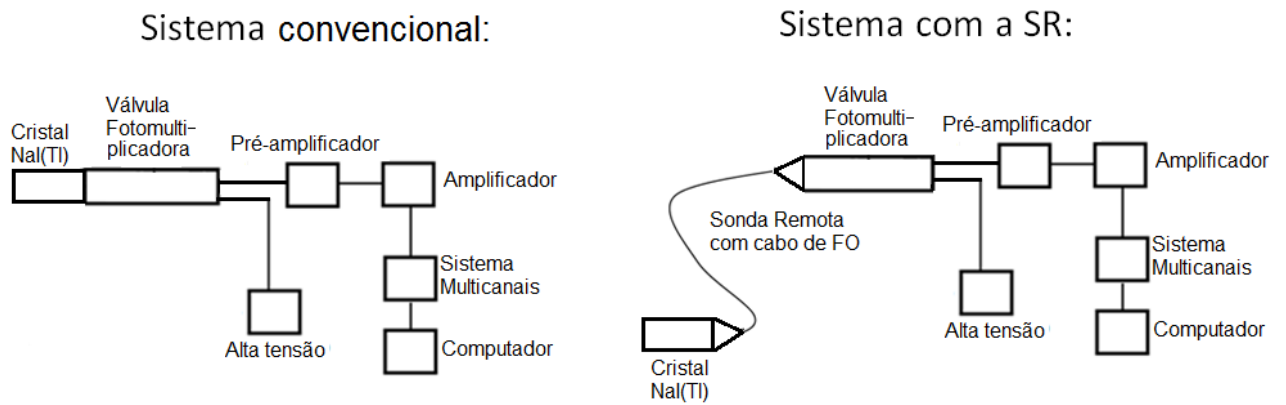 Sistema convencional:
Cristal
NaI(Tl)
Válvula
Fotomulti-
plicadora
Pré-amplificador
Amplificador
Sistema
Multicanais
Alta tensão
Computador
Sistema com a SR:
Válvula
Fotomulti-
plicadora
Pré-amplificador
Amplificador
Sonda Remota
com cabo de FO
Sistema
Multicanais
Alta tensão
Computador
Cristal
NaI(Tl)